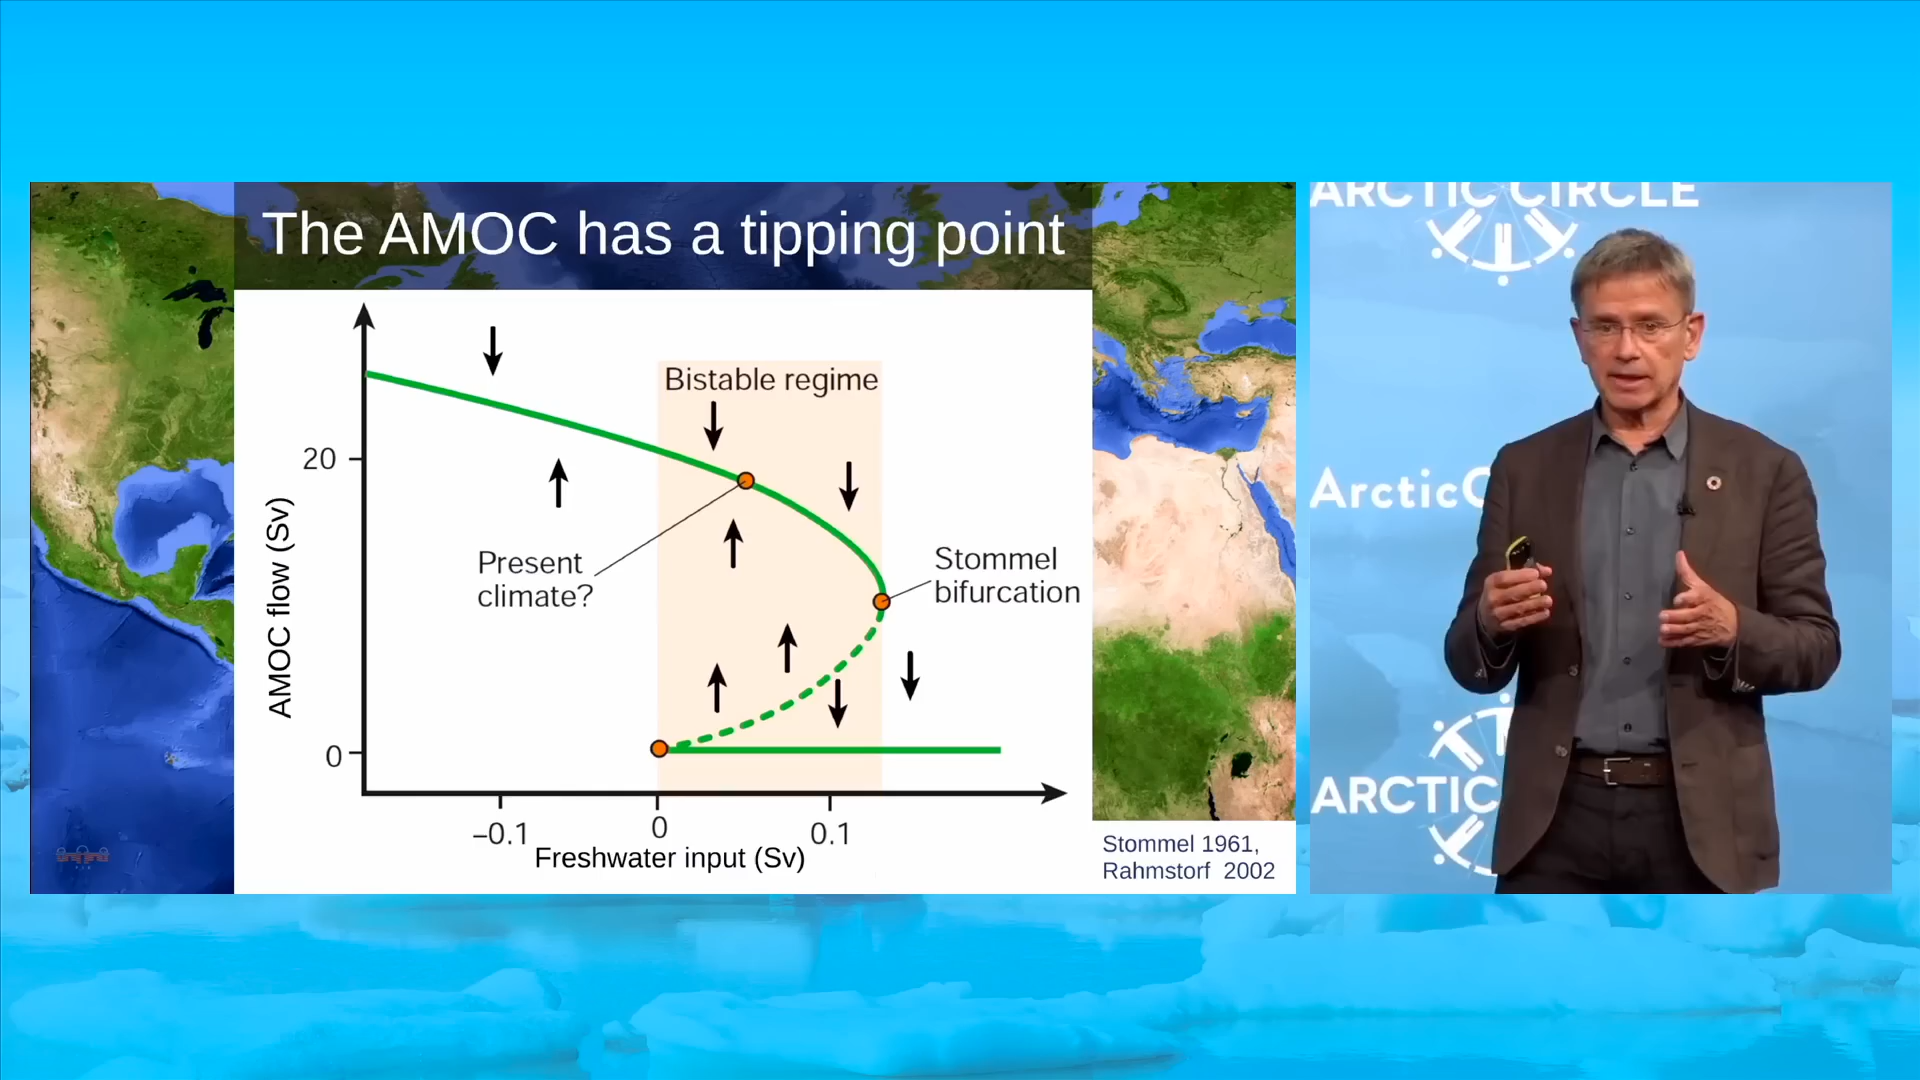 The AMOC has a tipping point
Bistable regime
20
Present
climate?
Stommel
bifurcation
AMOC flow (Sv)
0
–0.1
0
0.1
Freshwater input (Sv)
Stommel 1961,
Rahmstorf 2002
ARCTIC CIRCLE
ArcticC
ARCTIC